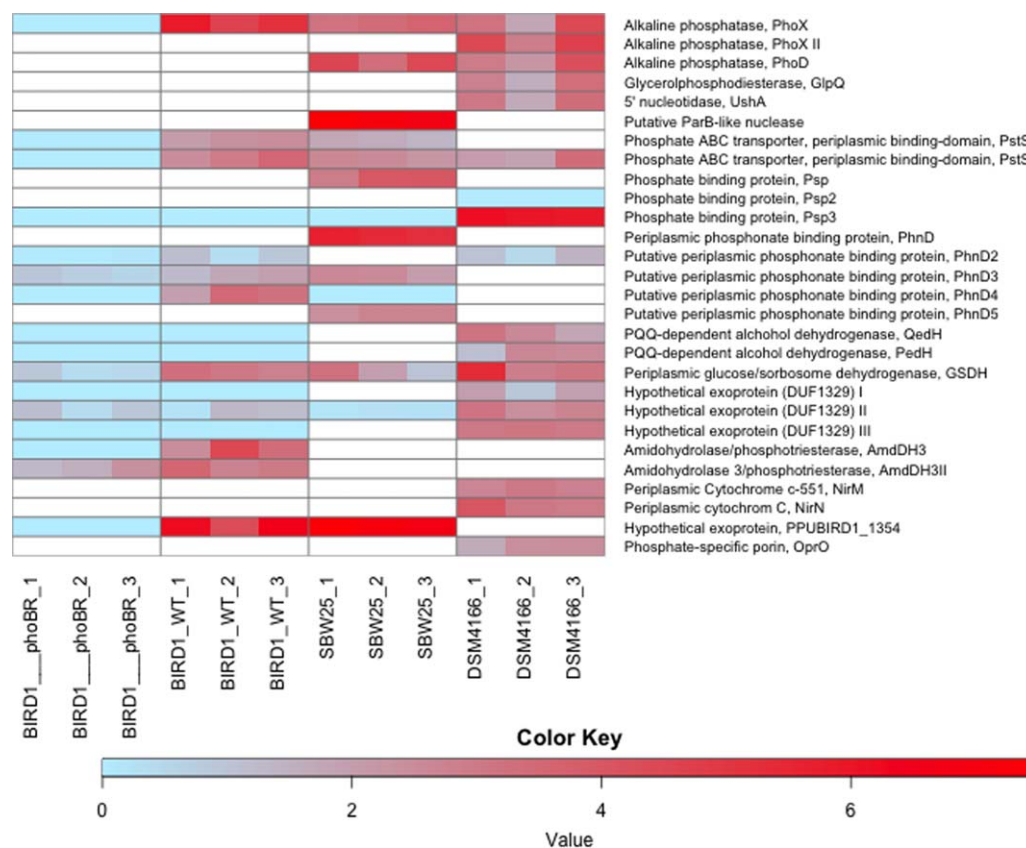 Alkaline phosphatase, PhoX
Alkaline phosphatase, PhoX II
Alkaline phosphatase, PhoD
Glycerolphosphodiesterase, GlpQ
5' nucleotidase, UshA
Putative ParB-like nuclease
Phosphate ABC transporter, periplasmic binding-domain, PstS
Phosphate ABC transporter, periplasmic binding-domain, PstS
Phosphate binding protein, Psp
Phosphate binding protein, Psp2
Phosphate binding protein, Psp3
Periplasmic phosphonate binding protein, PhnD
Putative periplasmic phosphonate binding protein, PhnD2
Putative periplasmic phosphonate binding protein, PhnD3
Putative periplasmic phosphonate binding protein, PhnD4
Putative periplasmic phosphonate binding protein, PhnD5
PQQ-dependent alchohol dehydrogenase, QedH
PQQ-dependent alcohol dehydrogenase, PedH
Periplasmic glucose/sorbosome dehydrogenase, GSDH
Hypothetical exoprotein (DUF1329) I
Hypothetical exoprotein (DUF1329) II
Hypothetical exoprotein (DUF1329) III
Amidohydrolase/phosphotriesterase, AmdDH3
Amidohydrolase 3/phosphotriesterase, AmdDH3II
Periplasmic Cytochrome c-551, NirM
Periplasmic cytochrom C, NirN
Hypothetical exoprotein, PPUBIRD1_1354
Phosphate-specific porin, OprO
BIRD1___phoBR_1
BIRD1___phoBR_2
BIRD1___phoBR_3
BIRD1_WT_1
BIRD1_WT_2
BIRD1_WT_3
SBW25_1
SBW25_2
SBW25_3
DSM4166_1
DSM4166_2
DSM4166_3
Color Key
0 2 4 6
Value